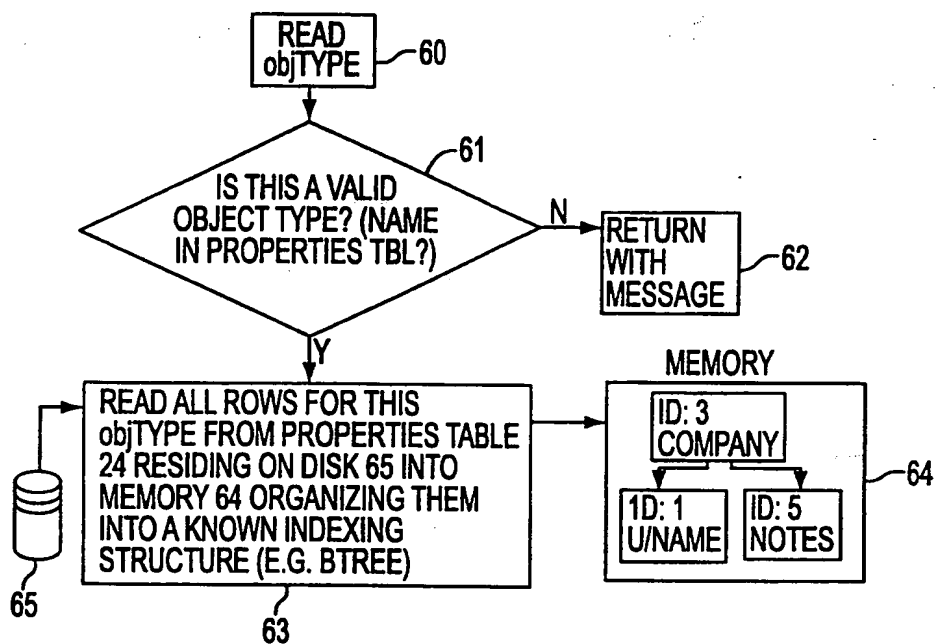 READ
objTYPE
60
61
IS THIS A VALID
OBJECT TYPE? (NAME
IN PROPERTIES TBL?)
N
RETURN
WITH
MESSAGE
62
Y
MEMORY
READ ALL ROWS FOR THIS
objTYPE FROM PROPERTIES TABLE
24 RESIDING ON DISK 65 INTO
MEMORY 64 ORGANIZING THEM
INTO A KNOWN INDEXING
STRUCTURE (E.G. BTREE)
ID: 3
COMPANY
1D: 1
U/NAME
ID: 5
NOTES
64
65
63